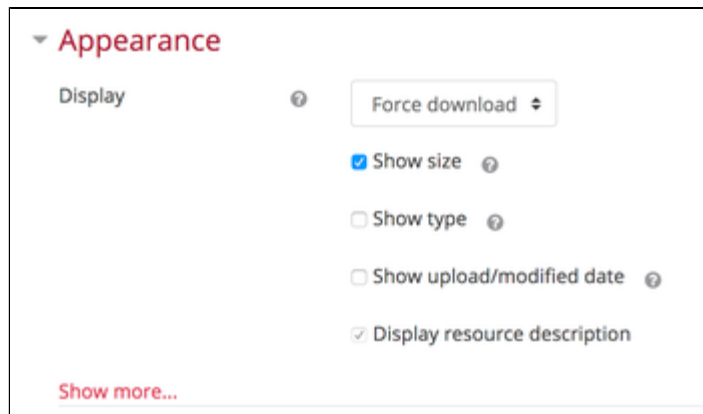 Appearance
Display
Force download
Show size
Show type
Show upload/modified date
Display resource description
Show more...